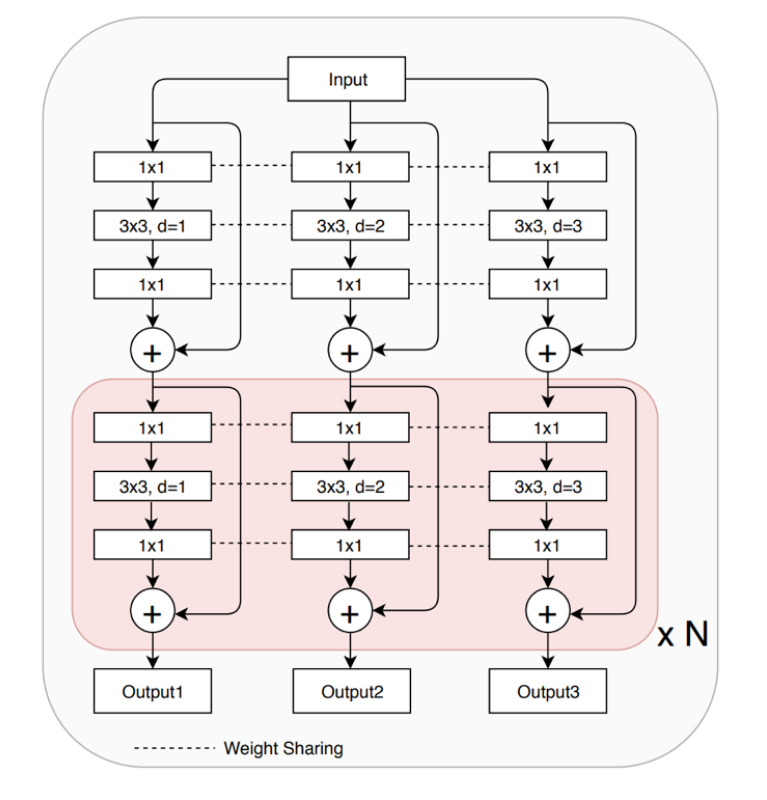 Input
1x1
1x1
1x1
3x3, d=1
3x3, d=2
3x3, d=3
1x1
1x1
1x1
+
+
+
1x1
1x1
1x1
3x3, d=1
3x3, d=2
3x3, d=3
1x1
1x1
1x1
+
+
+
x N
Output1
Output2
Output3
Weight Sharing